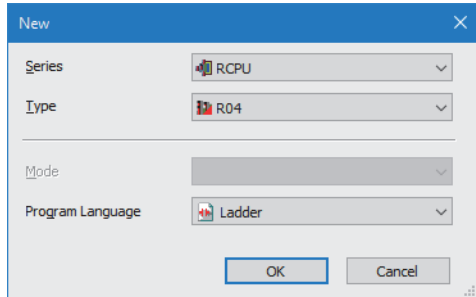 New
Series RCPU
Type R04
Mode
Program Language Ladder
OK Cancel